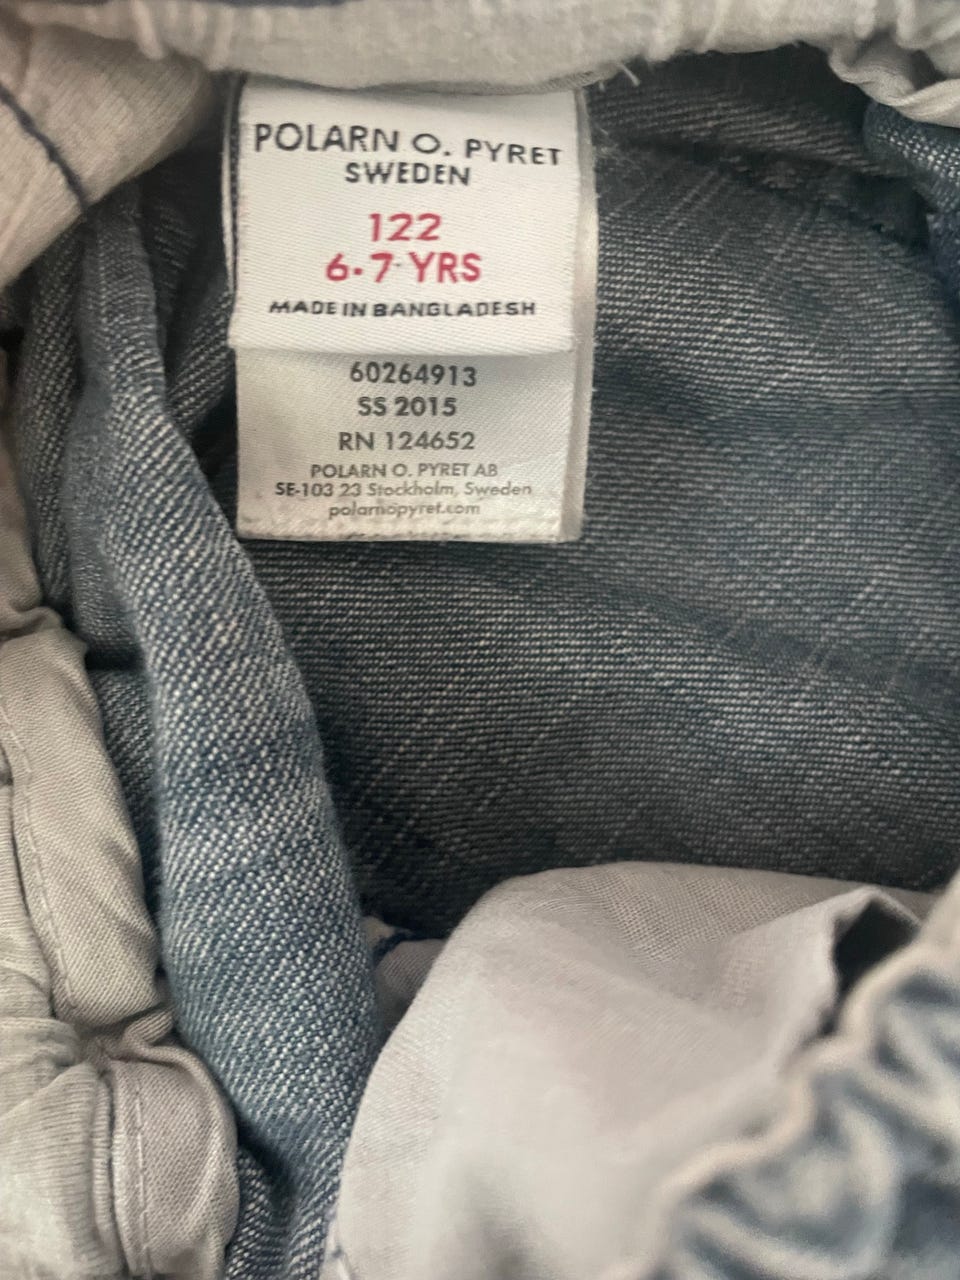 POLARN O. PYRET
SWEDEN
122
6-7 YRS
MADE IN BANGLADESH
60264913
SS 2015
RN 124652
POLARN O. PYRET AB
SE-103 23 Stockholm, Sweden
polarnopyret.com